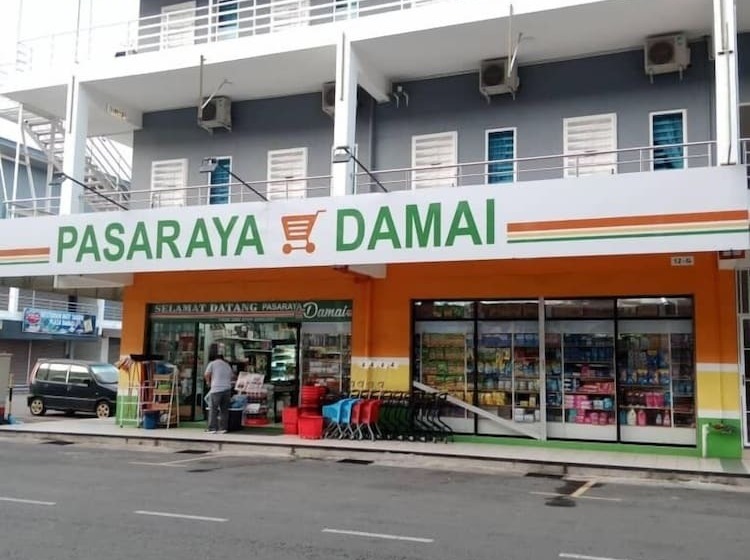 PASARAYA DAMAI
12-G
SELAMAT DATANG PASARAYA
Damai